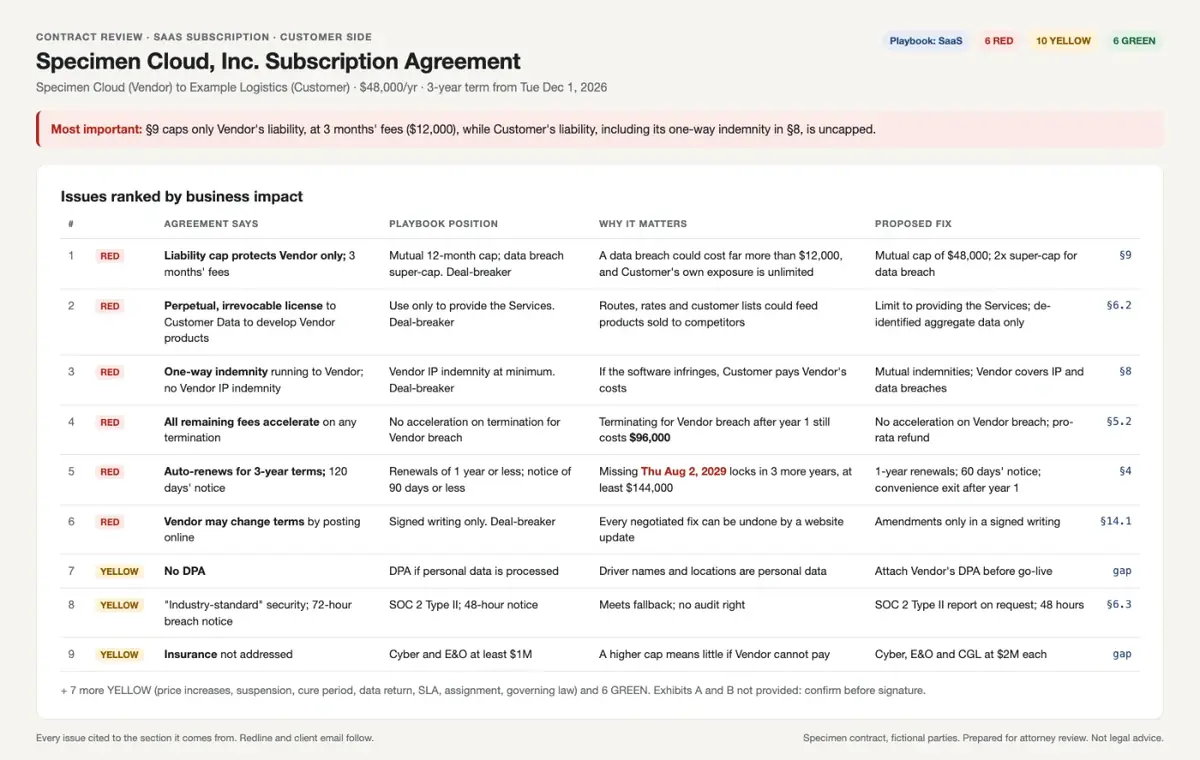 CONTRACT REVIEW · SAAS SUBSCRIPTION · CUSTOMER SIDE
Specimen Cloud, Inc. Subscription Agreement
Specimen Cloud (Vendor) to Example Logistics (Customer) · $48,000/yr · 3-year term from Tue Dec 1, 2026
Playbook: SaaS 6 RED 10 YELLOW 6 GREEN
Most important: §9 caps only Vendor's liability, at 3 months' fees ($12,000), while Customer's liability, including its one-way indemnity in §8, is uncapped.
Issues ranked by business impact
# AGREEMENT SAYS PLAYBOOK POSITION WHY IT MATTERS PROPOSED FIX
1 RED Liability cap protects Vendor only; 3 Mutual 12-month cap; data breach A data breach could cost far more than $12,000, Mutual cap of $48,000; 2x super-cap for §9
months' fees super-cap. Deal-breaker and Customer's own exposure is unlimited data breach
2 RED Perpetual, irrevocable license to Use only to provide the Services. Routes, rates and customer lists could feed Limit to providing the Services; de- §6.2
Customer Data to develop Vendor Deal-breaker products sold to competitors identified aggregate data only
products
3 RED One-way indemnity running to Vendor; Vendor IP indemnity at minimum. If the software infringes, Customer pays Vendor's Mutual indemnities; Vendor covers IP and §8
no Vendor IP indemnity Deal-breaker costs data breaches
4 RED All remaining fees accelerate on any No acceleration on termination for Terminating for Vendor breach after year 1 still No acceleration on Vendor breach; pro- §5.2
termination Vendor breach costs $96,000 rata refund
5 RED Auto-renews for 3-year terms; 120 Renewals of 1 year or less; notice of Missing Thu Aug 2, 2029 locks in 3 more years, at 1-year renewals; 60 days' notice; §4
days' notice 90 days or less least $144,000 convenience exit after year 1
6 RED Vendor may change terms by posting Signed writing only. Deal-breaker Every negotiated fix can be undone by a website Amendments only in a signed writing §14.1
online update
7 YELLOW No DPA DPA if personal data is processed Driver names and locations are personal data Attach Vendor's DPA before go-live gap
8 YELLOW "Industry-standard" security; 72-hour SOC 2 Type II; 48-hour notice Meets fallback; no audit right SOC 2 Type II report on request; 48 hours §6.3
breach notice
9 YELLOW Insurance not addressed Cyber and E&O at least $1M A higher cap means little if Vendor cannot pay Cyber, E&O and CGL at $2M each gap
+ 7 more YELLOW (price increases, suspension, cure period, data return, SLA, assignment, governing law) and 6 GREEN. Exhibits A and B not provided: confirm before signature.
Every issue cited to the section it comes from. Redline and client email follow.
Specimen contract, fictional parties. Prepared for attorney review. Not legal advice.